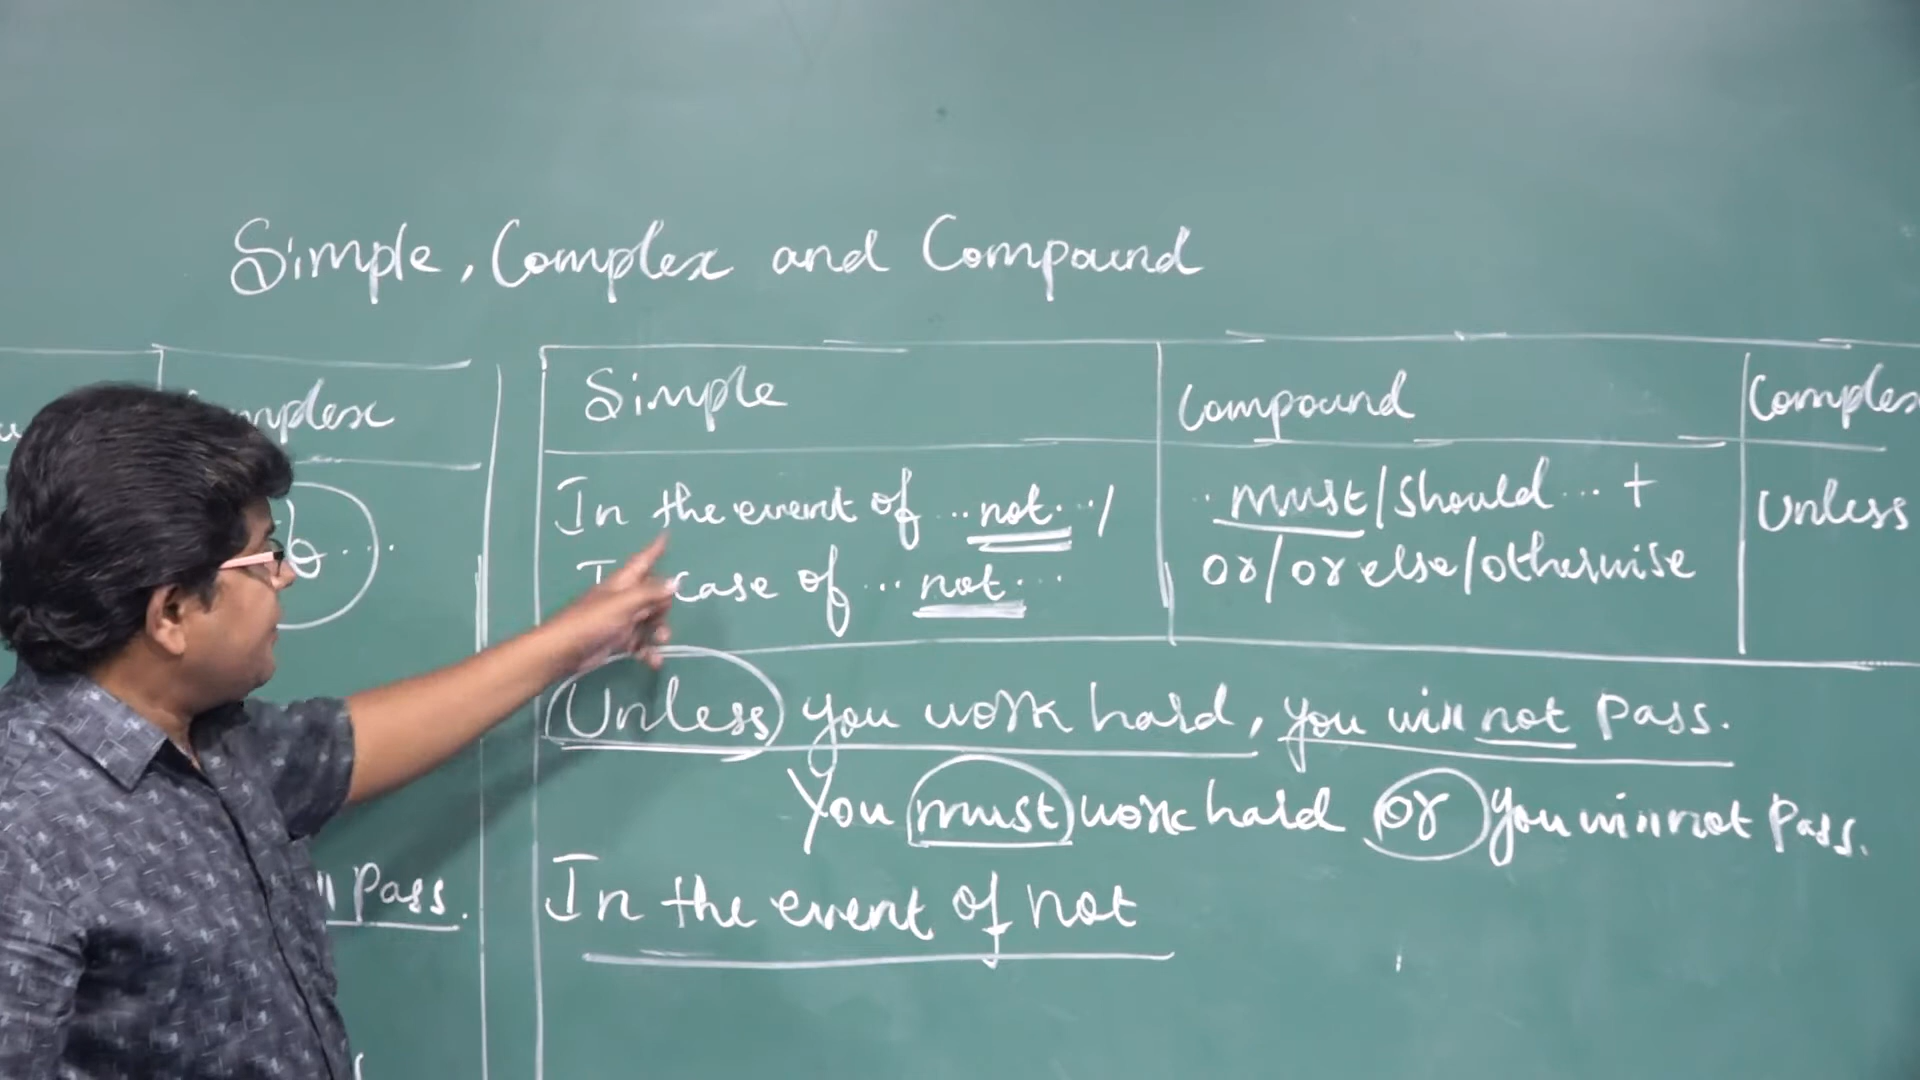 Simple, Complex and Compound
Simple
Compound
Complex
In the event of ... not ... /
case of ... not ...
.. must/Should ... +
or/or else/otherwise
Unless
Unless you work hard, you will not pass.
You must work hard or you will not pass.
In the event of not
Pass.